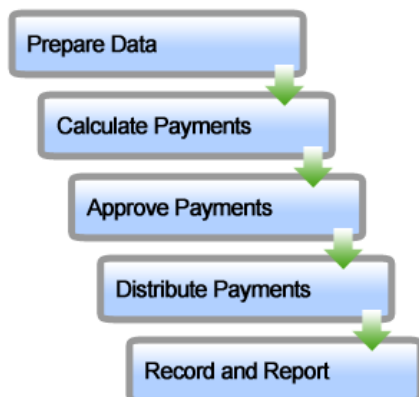 Prepare Data
Calculate Payments
Approve Payments
Distribute Payments
Record and Report